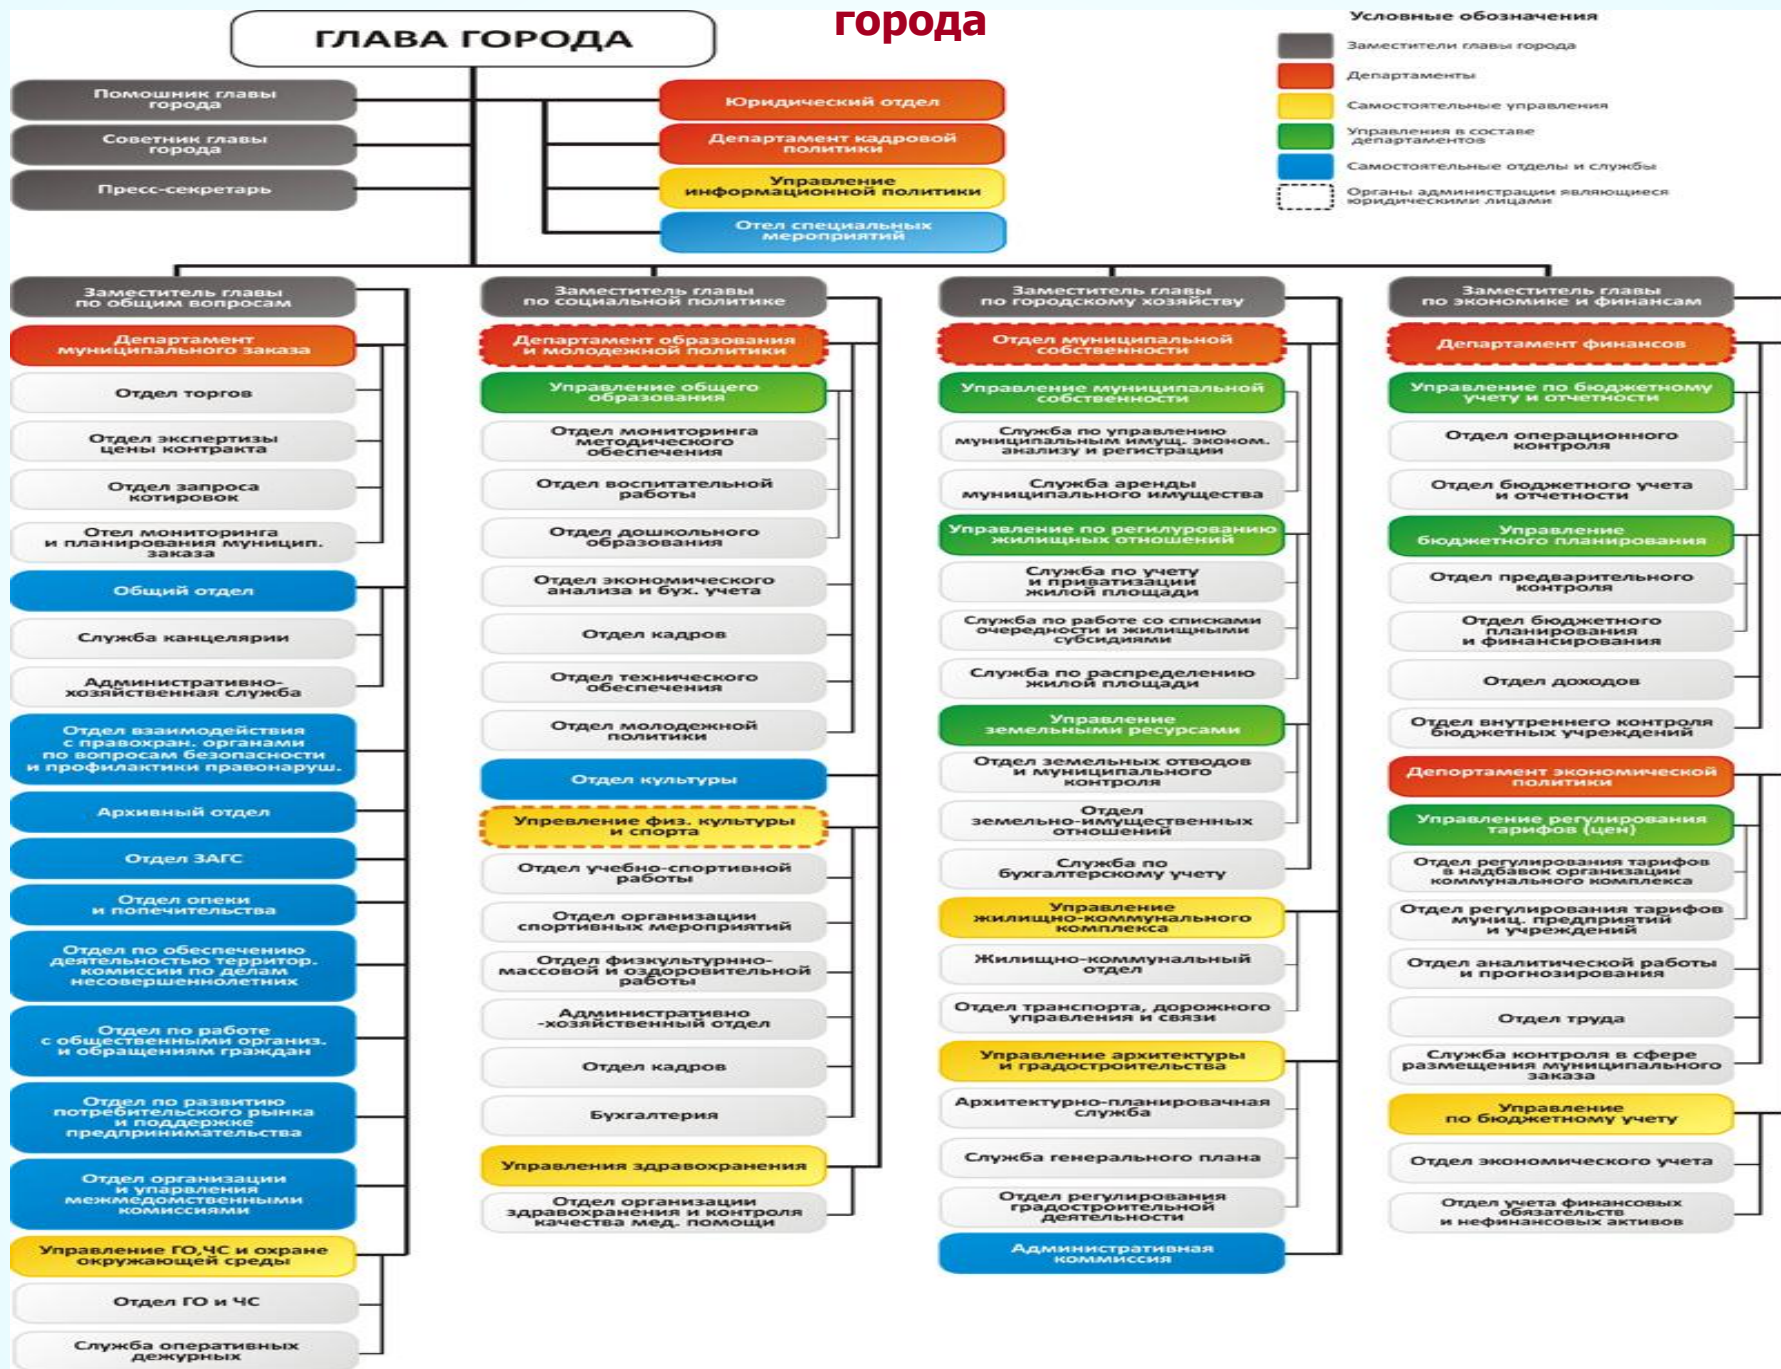 города
ГЛАВА ГОРОДА
Условные обозначения
Заместители главы города
Департаменты
Самостоятельные управления
Управления в составе
департаментов
Самостоятельные отделы и службы
Органы администрации являющиеся
юридическими лицами
Помошник главы
города
Советник главы
города
Пресс-секретарь
Юридический отдел
Департамент кадровой
политики
Управление
информационной политики
Отел специальных
мероприятий
Заместитель главы
по общим вопросам
Департамент
муниципального заказа
Отдел торгов
Отдел экспертизы
цены контракта
Отдел запроса
котировок
Отел мониторинга
и планирования муницип.
заказа
Общий отдел
Служба канцелярии
Административно-
хозяйственная служба
Отдел взаимодействия
с правохран. органами
по вопросам безопасности
и профилактики правонаруш.
Архивный отдел
Отдел ЗАГС
Отдел опеки
и попечительства
Отдел по обеспечению
деятельностью территор.
комиссии по делам
несовершеннолетних
Отдел по работе
с общественными организ.
и обращениям граждан
Отдел по развитию
потребительского рынка
и поддержке
предпринимательства
Отдел организации
и упарвления
межмедомственными
комиссиями
Управление ГО,ЧС и охране
окружающей среды
Отдел ГО и ЧС
Служба оперативных
дежурных
Заместитель главы
по социальной политике
Департамент образования
и молодежной политики
Управление общего
образования
Отдел мониторинга
методического
обеспечения
Отдел воспитательной
работы
Отдел дошкольного
образования
Отдел экономического
анализа и бух. учета
Отдел кадров
Отдел технического
обеспечения
Отдел молодежной
политики
Отдел культуры
Упревление физ. культуры
и спорта
Отдел учебно-спортивной
работы
Отдел организации
спортивных мероприятий
Отдел физкультурнно-
массовой и оздоровительной
работы
Административно
-хозяйственный отдел
Отдел кадров
Бухгалтерия
Управления здравохранения
Отдел организации
здравохранения и контроля
качества мед. помощи
Заместитель главы
по городскому хозяйству
Отдел муниципальной
собственности
Управление муниципальной
собственности
Служба по управлению
муниципальным имущ. эконом.
анализу и регистрации
Служба аренды
муниципального имущества
Управление по регилурованию
жилищных отношений
Служба по учету
и приватизации
жилой площади
Служба по работе со списками
очередности и жилищными
субсидиями
Служба по распределению
жилой площади
Управление
земельными ресурсами
Отдел земельных отводов
и муниципального
контроля
Отдел
земельно-имущественных
отношений
Служба по
бухгалтерскому учету
Управление
жилищно-коммунального
комплекса
Жилищно-коммунальный
отдел
Отдел транспорта, дорожного
управления и связи
Управление архитектуры
и градостроительства
Архитектурно-планировачная
служба
Служба генерального плана
Отдел регулирования
градостроительной
деятельности
Административная
коммиссия
Заместитель главы
по экономике и финансам
Департамент финансов
Управление по бюджетному
учету и отчетности
Отдел операционного
контроля
Отдел бюджетного учета
и отчетности
Управление
бюджетного планирования
Отдел предварительного
контроля
Отдел бюджетного
планирования
и финансирования
Отдел доходов
Отдел внутреннего контроля
бюджетных учреждений
Депортамент экономической
политики
Управление регулирования
тарифов (цен)
Отдел регулирования тарифов
в надбавок организации
коммунального комплекса
Отдел регулирования тарифов
муниц. предприятий
и учреждений
Отдел аналитической работы
и прогнозирования
Отдел труда
Служба контроля в сфере
размещения муниципального
заказа
Управление
по бюджетному учету
Отдел экономического учета
Отдел учета финансовых
обязательств
и нефинансовых активов